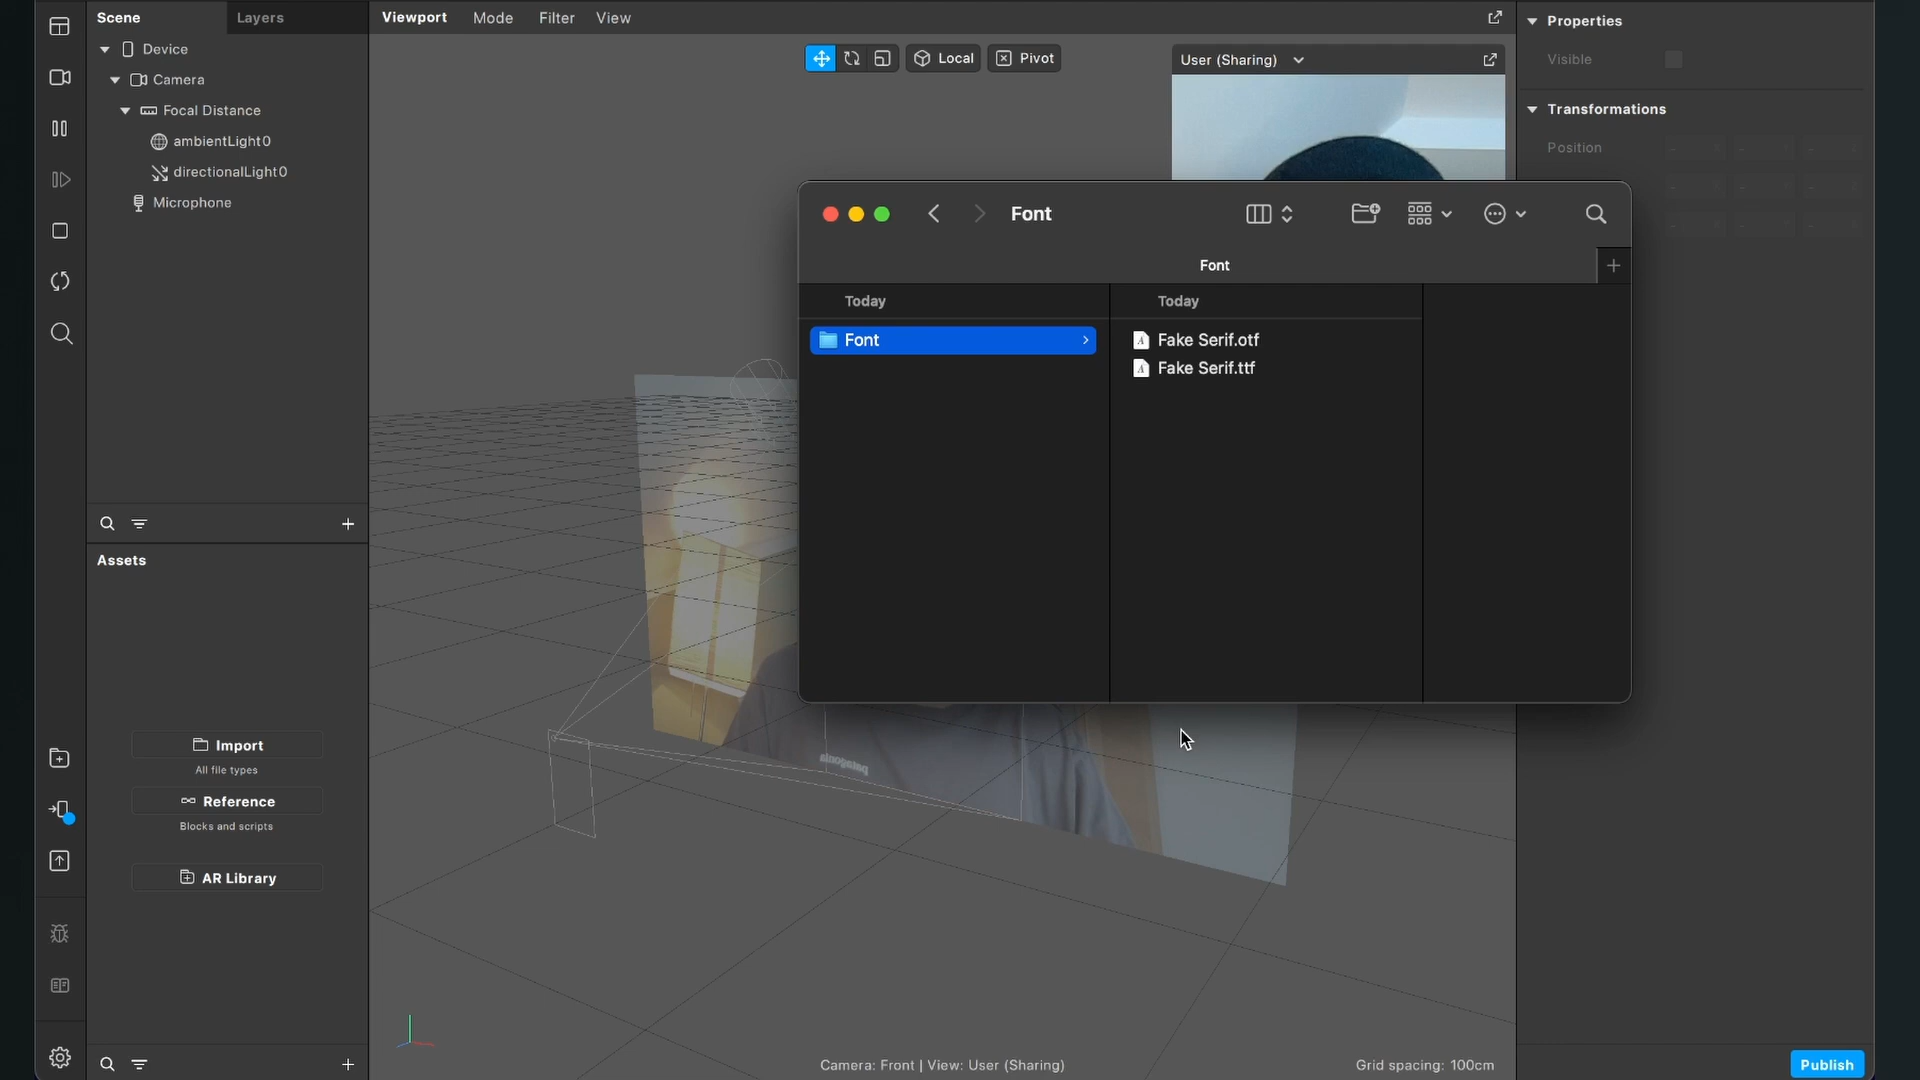 Scene
Layers
Device
Camera
Focal Distance
ambientLight0
directionalLight0
Microphone
Assets
Import
All file types
Reference
Blocks and scripts
AR Library
Viewport
Mode
Filter
View
Local
Pivot
User (Sharing)
Font
Font
Today
Today
Font
Fake Serif.otf
Fake Serif.ttf
Camera: Front | View: User (Sharing)
Grid spacing: 100cm
Properties
Visible
Transformations
Position
Publish
patagonia